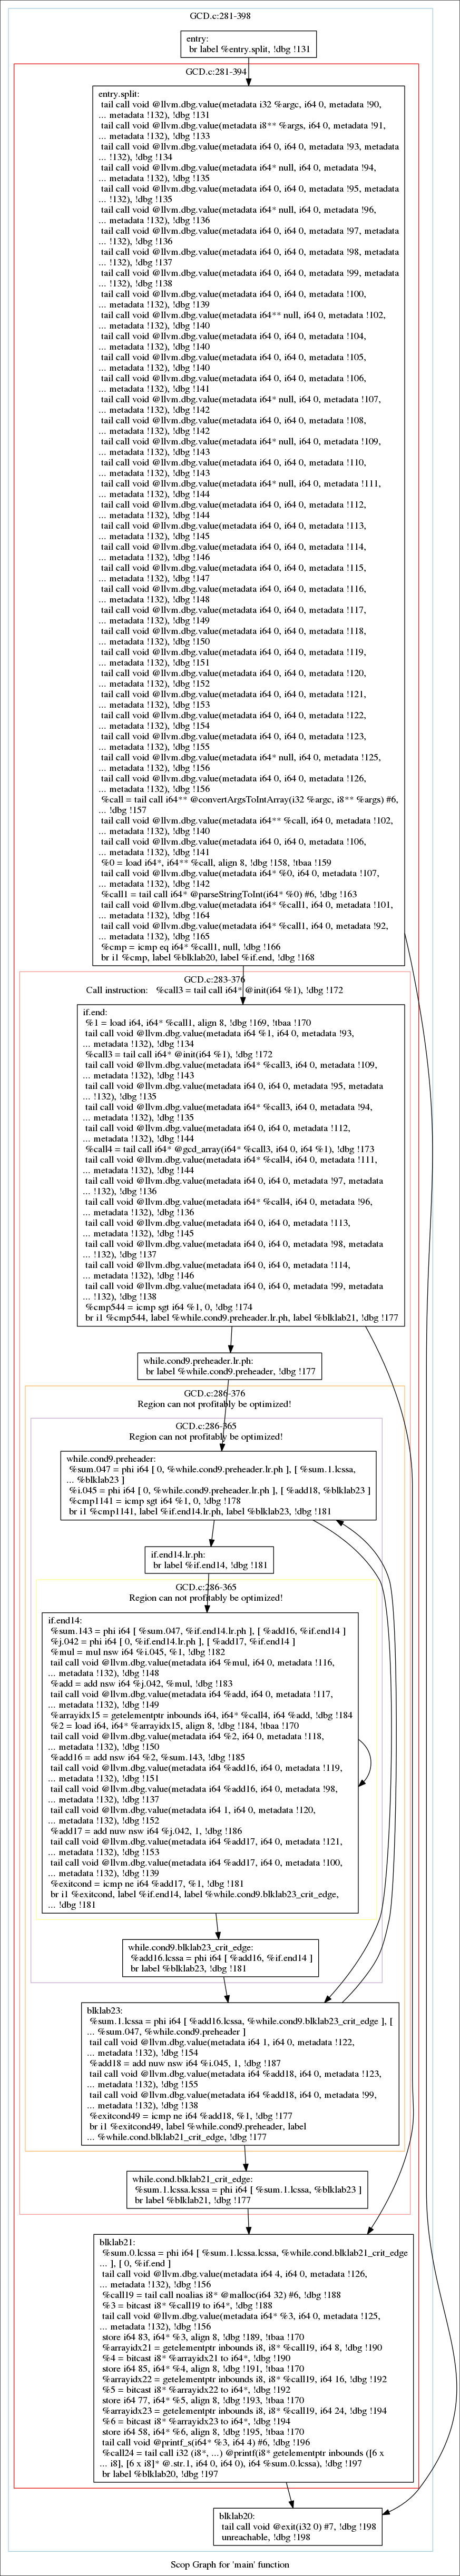 GCD.c:281-398
entry:
br label %entry.split, !dbg !131
GCD.c:281-394
entry.split:
tail call void @llvm.dbg.value(metadata i32 %argc, i64 0, metadata !90,
... metadata !132), !dbg !131
tail call void @llvm.dbg.value(metadata i8** %args, i64 0, metadata !91,
... metadata !132), !dbg !133
tail call void @llvm.dbg.value(metadata i64 0, i64 0, metadata !93, metadata
... !132), !dbg !134
tail call void @llvm.dbg.value(metadata i64* null, i64 0, metadata !94,
... metadata !132), !dbg !135
tail call void @llvm.dbg.value(metadata i64 0, i64 0, metadata !95, metadata
... !132), !dbg !135
tail call void @llvm.dbg.value(metadata i64* null, i64 0, metadata !96,
... metadata !132), !dbg !136
tail call void @llvm.dbg.value(metadata i64 0, i64 0, metadata !97, metadata
... !132), !dbg !136
tail call void @llvm.dbg.value(metadata i64 0, i64 0, metadata !98, metadata
... !132), !dbg !137
tail call void @llvm.dbg.value(metadata i64 0, i64 0, metadata !99, metadata
... !132), !dbg !138
tail call void @llvm.dbg.value(metadata i64 0, i64 0, metadata !100,
... metadata !132), !dbg !139
tail call void @llvm.dbg.value(metadata i64** null, i64 0, metadata !102,
... metadata !132), !dbg !140
tail call void @llvm.dbg.value(metadata i64 0, i64 0, metadata !104,
... metadata !132), !dbg !140
tail call void @llvm.dbg.value(metadata i64 0, i64 0, metadata !105,
... metadata !132), !dbg !140
tail call void @llvm.dbg.value(metadata i64 0, i64 0, metadata !106,
... metadata !132), !dbg !141
tail call void @llvm.dbg.value(metadata i64* null, i64 0, metadata !107,
... metadata !132), !dbg !142
tail call void @llvm.dbg.value(metadata i64 0, i64 0, metadata !108,
... metadata !132), !dbg !142
tail call void @llvm.dbg.value(metadata i64* null, i64 0, metadata !109,
... metadata !132), !dbg !143
tail call void @llvm.dbg.value(metadata i64 0, i64 0, metadata !110,
... metadata !132), !dbg !143
tail call void @llvm.dbg.value(metadata i64* null, i64 0, metadata !111,
... metadata !132), !dbg !144
tail call void @llvm.dbg.value(metadata i64 0, i64 0, metadata !112,
... metadata !132), !dbg !144
tail call void @llvm.dbg.value(metadata i64 0, i64 0, metadata !113,
... metadata !132), !dbg !145
tail call void @llvm.dbg.value(metadata i64 0, i64 0, metadata !114,
... metadata !132), !dbg !146
tail call void @llvm.dbg.value(metadata i64 0, i64 0, metadata !115,
... metadata !132), !dbg !147
tail call void @llvm.dbg.value(metadata i64 0, i64 0, metadata !116,
... metadata !132), !dbg !148
tail call void @llvm.dbg.value(metadata i64 0, i64 0, metadata !117,
... metadata !132), !dbg !149
tail call void @llvm.dbg.value(metadata i64 0, i64 0, metadata !118,
... metadata !132), !dbg !150
tail call void @llvm.dbg.value(metadata i64 0, i64 0, metadata !119,
... metadata !132), !dbg !151
tail call void @llvm.dbg.value(metadata i64 0, i64 0, metadata !120,
... metadata !132), !dbg !152
tail call void @llvm.dbg.value(metadata i64 0, i64 0, metadata !121,
... metadata !132), !dbg !153
tail call void @llvm.dbg.value(metadata i64 0, i64 0, metadata !122,
... metadata !132), !dbg !154
tail call void @llvm.dbg.value(metadata i64 0, i64 0, metadata !123,
... metadata !132), !dbg !155
tail call void @llvm.dbg.value(metadata i64* null, i64 0, metadata !125,
... metadata !132), !dbg !156
tail call void @llvm.dbg.value(metadata i64 0, i64 0, metadata !126,
... metadata !132), !dbg !156
%call = tail call i64** @convertArgsToIntArray(i32 %argc, i8** %args) #6,
... !dbg !157
tail call void @llvm.dbg.value(metadata i64** %call, i64 0, metadata !102,
... metadata !132), !dbg !140
tail call void @llvm.dbg.value(metadata i64 0, i64 0, metadata !106,
... metadata !132), !dbg !141
%0 = load i64*, i64** %call, align 8, !dbg !158, !tbaa !159
tail call void @llvm.dbg.value(metadata i64* %0, i64 0, metadata !107,
... metadata !132), !dbg !142
%call1 = tail call i64* @parseStringToInt(i64* %0) #6, !dbg !163
tail call void @llvm.dbg.value(metadata i64* %call1, i64 0, metadata !101,
... metadata !132), !dbg !164
tail call void @llvm.dbg.value(metadata i64* %call1, i64 0, metadata !92,
... metadata !132), !dbg !165
%cmp = icmp eq i64* %call1, null, !dbg !166
br i1 %cmp, label %blklab20, label %if.end, !dbg !168
GCD.c:283-376
Call instruction: %call3 = tail call i64* @init(i64 %1), !dbg !172
if.end:
%1 = load i64, i64* %call1, align 8, !dbg !169, !tbaa !170
tail call void @llvm.dbg.value(metadata i64 %1, i64 0, metadata !93,
... metadata !132), !dbg !134
%call3 = tail call i64* @init(i64 %1), !dbg !172
tail call void @llvm.dbg.value(metadata i64* %call3, i64 0, metadata !109,
... metadata !132), !dbg !143
tail call void @llvm.dbg.value(metadata i64 0, i64 0, metadata !95, metadata
... !132), !dbg !135
tail call void @llvm.dbg.value(metadata i64* %call3, i64 0, metadata !94,
... metadata !132), !dbg !135
tail call void @llvm.dbg.value(metadata i64 0, i64 0, metadata !112,
... metadata !132), !dbg !144
%call4 = tail call i64* @gcd_array(i64* %call3, i64 0, i64 %1), !dbg !173
tail call void @llvm.dbg.value(metadata i64* %call4, i64 0, metadata !111,
... metadata !132), !dbg !144
tail call void @llvm.dbg.value(metadata i64 0, i64 0, metadata !97, metadata
... !132), !dbg !136
tail call void @llvm.dbg.value(metadata i64* %call4, i64 0, metadata !96,
... metadata !132), !dbg !136
tail call void @llvm.dbg.value(metadata i64 0, i64 0, metadata !113,
... metadata !132), !dbg !145
tail call void @llvm.dbg.value(metadata i64 0, i64 0, metadata !98, metadata
... !132), !dbg !137
tail call void @llvm.dbg.value(metadata i64 0, i64 0, metadata !114,
... metadata !132), !dbg !146
tail call void @llvm.dbg.value(metadata i64 0, i64 0, metadata !99, metadata
... !132), !dbg !138
%cmp544 = icmp sgt i64 %1, 0, !dbg !174
br i1 %cmp544, label %while.cond9.preheader.lr.ph, label %blklab21, !dbg !177
while.cond9.preheader.lr.ph:
br label %while.cond9.preheader, !dbg !177
GCD.c:286-376
Region can not profitably be optimized!
GCD.c:286-365
Region can not profitably be optimized!
while.cond9.preheader:
%sum.047 = phi i64 [ 0, %while.cond9.preheader.lr.ph ], [ %sum.1.lcssa,
... %blklab23 ]
%i.045 = phi i64 [ 0, %while.cond9.preheader.lr.ph ], [ %add18, %blklab23 ]
%cmp1141 = icmp sgt i64 %1, 0, !dbg !178
br i1 %cmp1141, label %if.end14.lr.ph, label %blklab23, !dbg !181
if.end14.lr.ph:
br label %if.end14, !dbg !181
GCD.c:286-365
Region can not profitably be optimized!
if.end14:
%sum.143 = phi i64 [ %sum.047, %if.end14.lr.ph ], [ %add16, %if.end14 ]
%j.042 = phi i64 [ 0, %if.end14.lr.ph ], [ %add17, %if.end14 ]
%mul = mul nsw i64 %i.045, %1, !dbg !182
tail call void @llvm.dbg.value(metadata i64 %mul, i64 0, metadata !116,
... metadata !132), !dbg !148
%add = add nsw i64 %j.042, %mul, !dbg !183
tail call void @llvm.dbg.value(metadata i64 %add, i64 0, metadata !117,
... metadata !132), !dbg !149
%arrayidx15 = getelementptr inbounds i64, i64* %call4, i64 %add, !dbg !184
%2 = load i64, i64* %arrayidx15, align 8, !dbg !184, !tbaa !170
tail call void @llvm.dbg.value(metadata i64 %2, i64 0, metadata !118,
... metadata !132), !dbg !150
%add16 = add nsw i64 %2, %sum.143, !dbg !185
tail call void @llvm.dbg.value(metadata i64 %add16, i64 0, metadata !119,
... metadata !132), !dbg !151
tail call void @llvm.dbg.value(metadata i64 %add16, i64 0, metadata !98,
... metadata !132), !dbg !137
tail call void @llvm.dbg.value(metadata i64 1, i64 0, metadata !120,
... metadata !132), !dbg !152
%add17 = add nuw nsw i64 %j.042, 1, !dbg !186
tail call void @llvm.dbg.value(metadata i64 %add17, i64 0, metadata !121,
... metadata !132), !dbg !153
tail call void @llvm.dbg.value(metadata i64 %add17, i64 0, metadata !100,
... metadata !132), !dbg !139
%exitcond = icmp ne i64 %add17, %1, !dbg !181
br i1 %exitcond, label %if.end14, label %while.cond9.blklab23_crit_edge,
... !dbg !181
while.cond9.blklab23_crit_edge:
%add16.lcssa = phi i64 [ %add16, %if.end14 ]
br label %blklab23, !dbg !181
blklab23:
%sum.1.lcssa = phi i64 [ %add16.lcssa, %while.cond9.blklab23_crit_edge ], [
... %sum.047, %while.cond9.preheader ]
tail call void @llvm.dbg.value(metadata i64 1, i64 0, metadata !122,
... metadata !132), !dbg !154
%add18 = add nuw nsw i64 %i.045, 1, !dbg !187
tail call void @llvm.dbg.value(metadata i64 %add18, i64 0, metadata !123,
... metadata !132), !dbg !155
tail call void @llvm.dbg.value(metadata i64 %add18, i64 0, metadata !99,
... metadata !132), !dbg !138
%exitcond49 = icmp ne i64 %add18, %1, !dbg !177
br i1 %exitcond49, label %while.cond9.preheader, label
... %while.cond.blklab21_crit_edge, !dbg !177
while.cond.blklab21_crit_edge:
%sum.1.lcssa.lcssa = phi i64 [ %sum.1.lcssa, %blklab23 ]
br label %blklab21, !dbg !177
blklab21:
%sum.0.lcssa = phi i64 [ %sum.1.lcssa.lcssa, %while.cond.blklab21_crit_edge
... ], [ 0, %if.end ]
tail call void @llvm.dbg.value(metadata i64 4, i64 0, metadata !126,
... metadata !132), !dbg !156
%call19 = tail call noalias i8* @malloc(i64 32) #6, !dbg !188
%3 = bitcast i8* %call19 to i64*, !dbg !188
tail call void @llvm.dbg.value(metadata i64* %3, i64 0, metadata !125,
... metadata !132), !dbg !156
store i64 83, i64* %3, align 8, !dbg !189, !tbaa !170
%arrayidx21 = getelementptr inbounds i8, i8* %call19, i64 8, !dbg !190
%4 = bitcast i8* %arrayidx21 to i64*, !dbg !190
store i64 85, i64* %4, align 8, !dbg !191, !tbaa !170
%arrayidx22 = getelementptr inbounds i8, i8* %call19, i64 16, !dbg !192
%5 = bitcast i8* %arrayidx22 to i64*, !dbg !192
store i64 77, i64* %5, align 8, !dbg !193, !tbaa !170
%arrayidx23 = getelementptr inbounds i8, i8* %call19, i64 24, !dbg !194
%6 = bitcast i8* %arrayidx23 to i64*, !dbg !194
store i64 58, i64* %6, align 8, !dbg !195, !tbaa !170
tail call void @printf_s(i64* %3, i64 4) #6, !dbg !196
%call24 = tail call i32 (i8*, ...) @printf(i8* getelementptr inbounds ([6 x
... i8], [6 x i8]* @.str.1, i64 0, i64 0), i64 %sum.0.lcssa), !dbg !197
br label %blklab20, !dbg !197
blklab20:
tail call void @exit(i32 0) #7, !dbg !198
unreachable, !dbg !198
Scop Graph for 'main' function